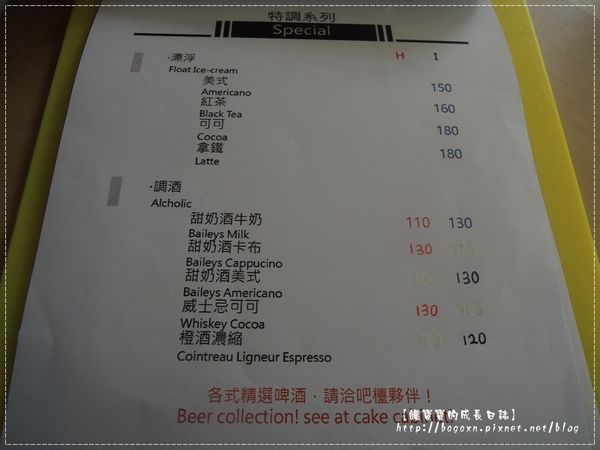 特調系列
Special
·漂浮 H I
Float Ice-cream
美式 150
Americano
紅茶 160
Black Tea
可可 180
Cocoa
拿鐵 180
Latte
·調酒
Alcholic
甜奶酒牛奶 110 130
Baileys Milk
甜奶酒卡布 130
Baileys Cappucino
甜奶酒美式 130
Baileys Americano
威士忌可可 130
Whiskey Cocoa
橙酒濃縮 120
Cointreau Ligneur Espresso
各式精選啤酒，請洽吧檯夥伴！
Beer collection! see at cake
寶寶的成長日誌】
http://bogoxn.pixnet.net/blog